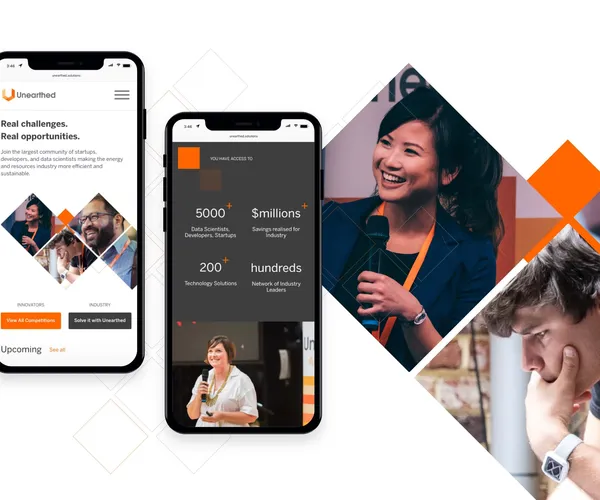 3:46
unearthed.solutions
Unearthed
Real challenges.
Real opportunities.
Join the largest community of startups,
developers, and data scientists making the energy
and resources industry more efficient and
sustainable.
INNOVATORS
INDUSTRY
View All Competitions
Solve it with Unearthed
Upcoming
See all
3:46
unearthed.solutions
YOU HAVE ACCESS TO
5000+
$millions+
Data Scientists,
Developers, Startups
Savings realised for
Industry
200+
hundreds
Technology Solutions
Network of Industry
Leaders
Un
ne